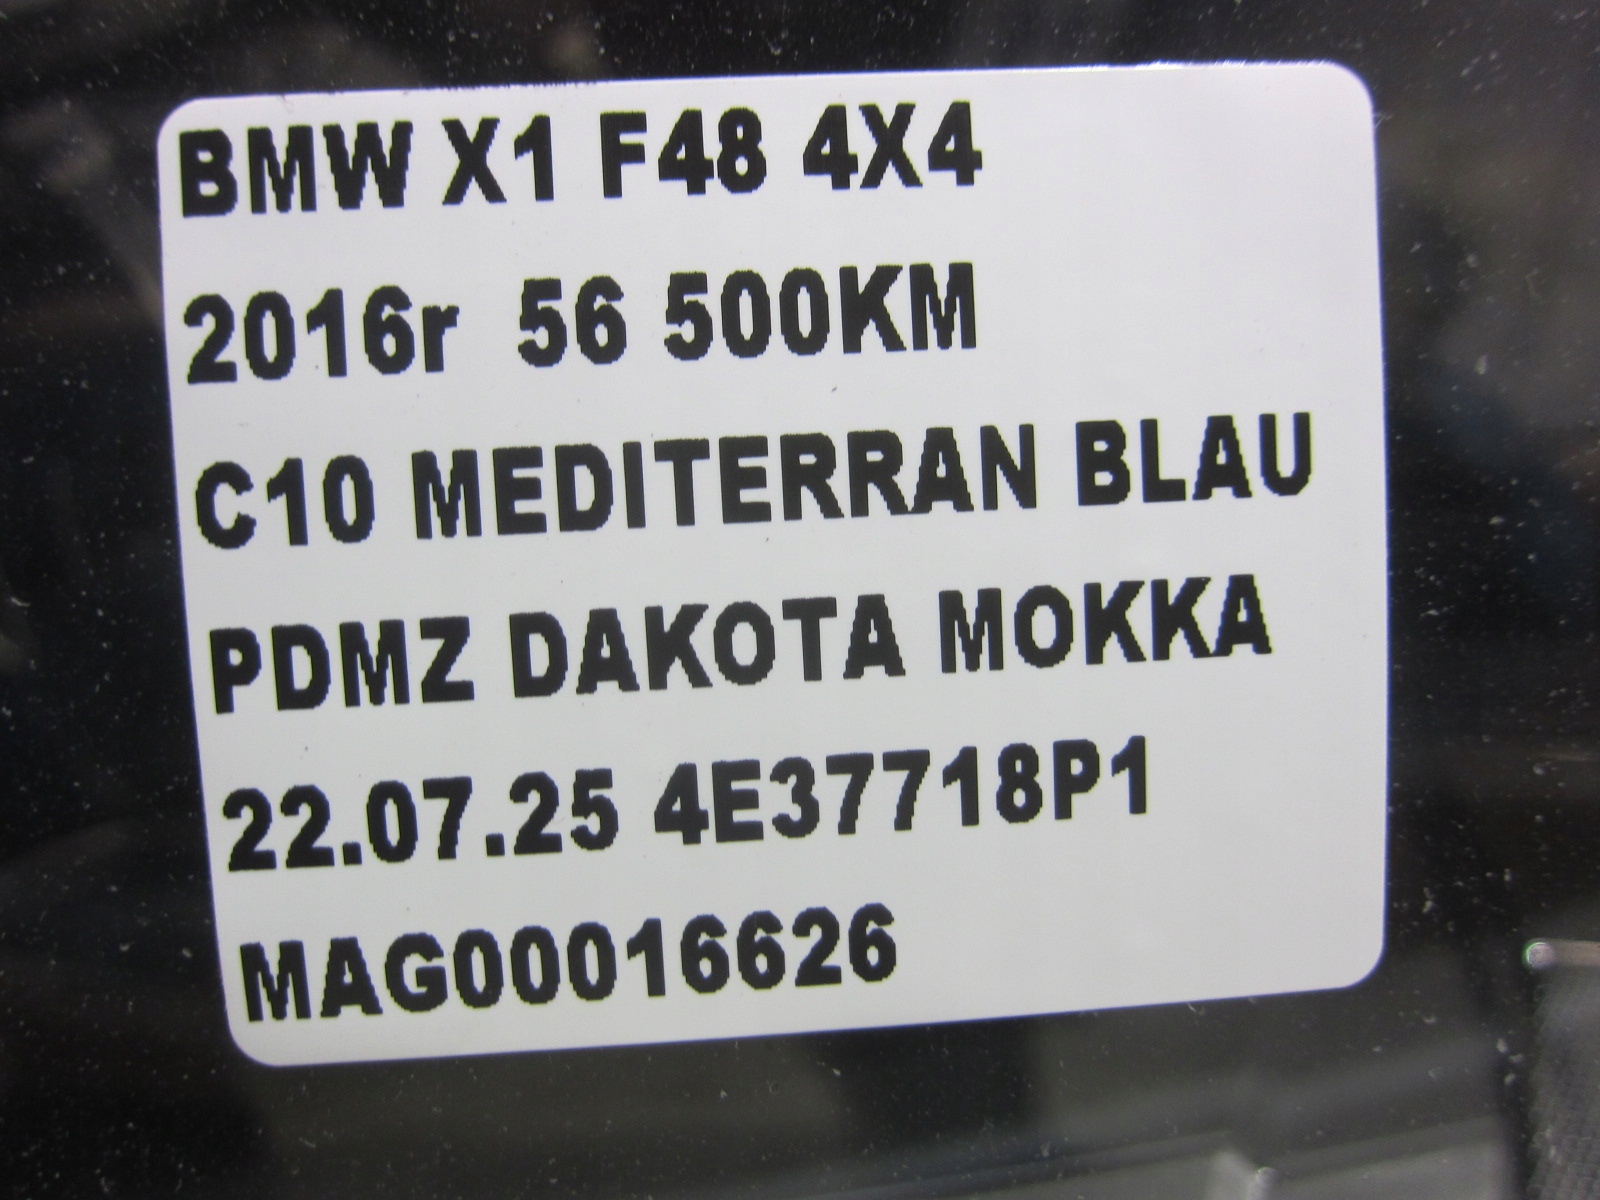 BMW X1 F48 4X4
2016r 56 500KM
C10 MEDITERRAN BLAU
PDMZ DAKOTA MOKKA
22.07.25 4E37718P1
MAG00016626